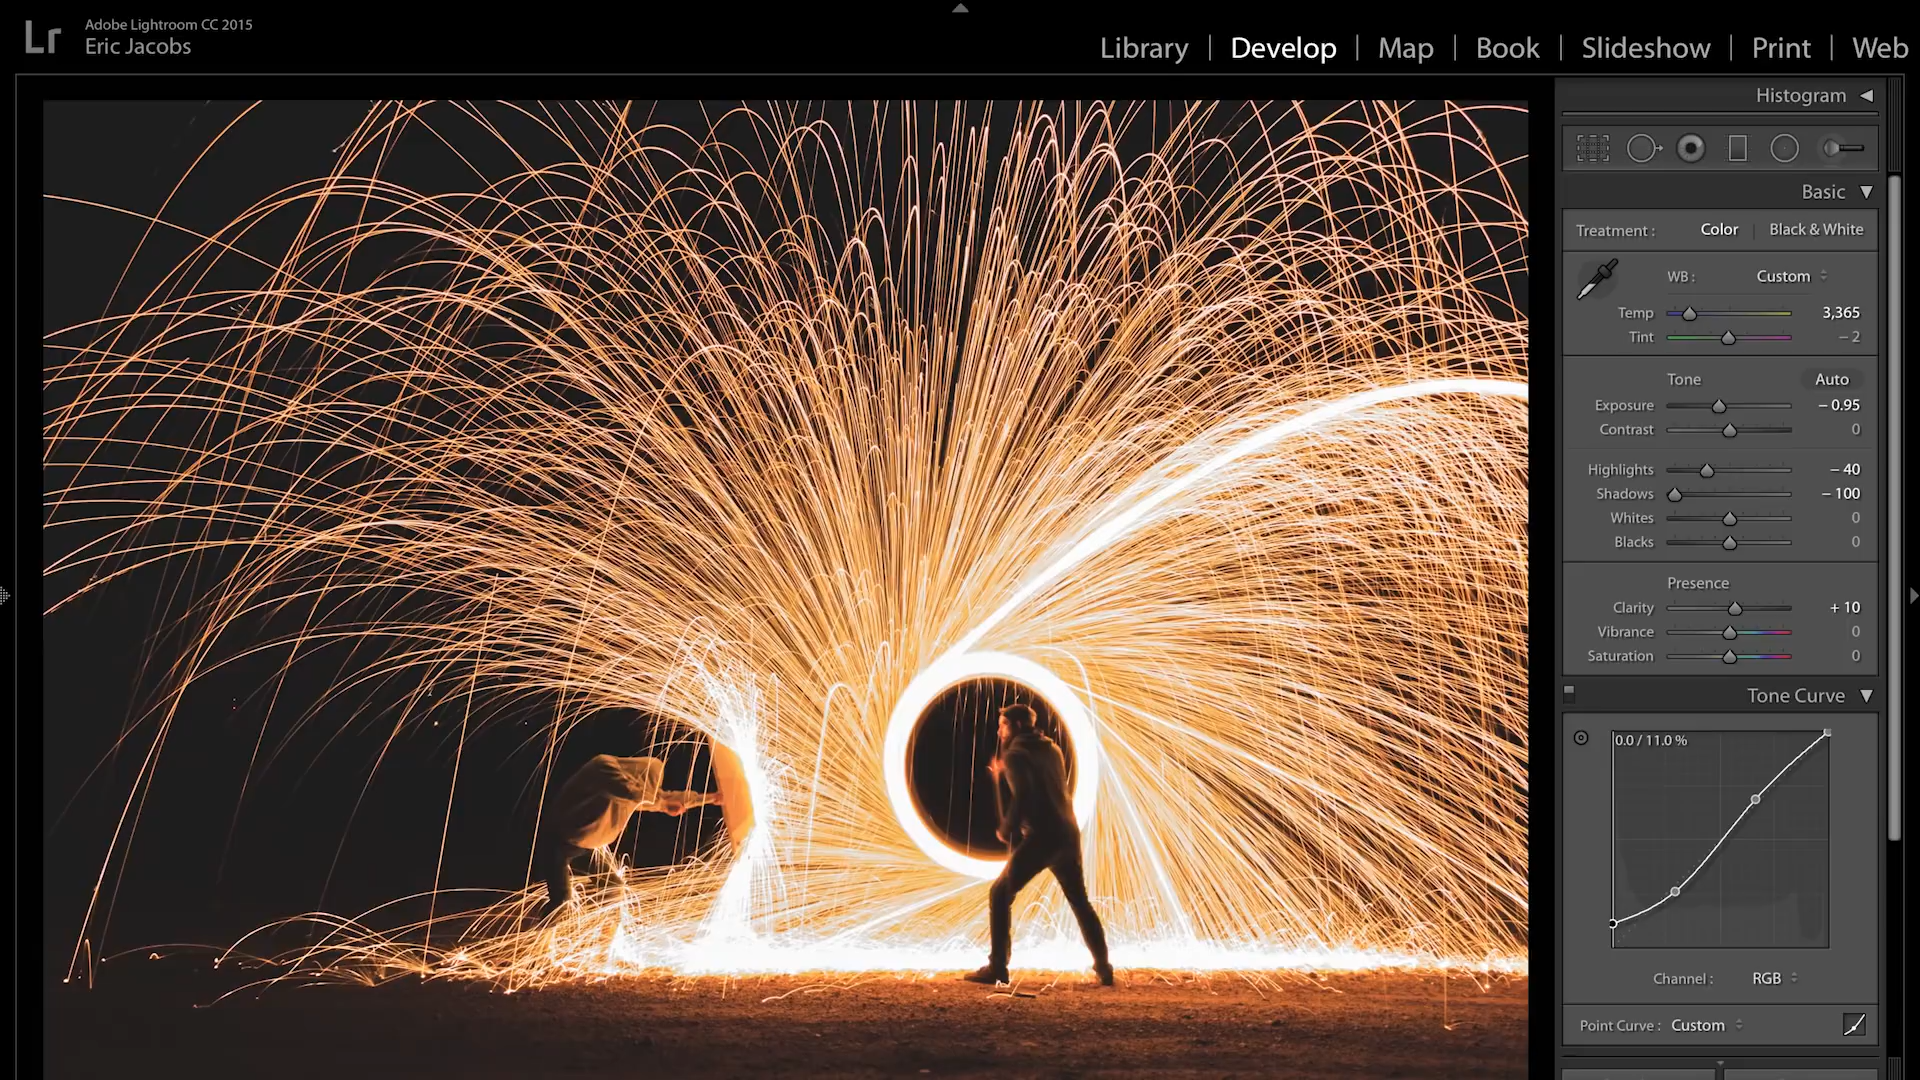 Lr
Adobe Lightroom CC 2015
Eric Jacobs
Library | Develop | Map | Book | Slideshow | Print | Web
Histogram
Basic
Treatment : Color | Black & White
WB : Custom
Temp 3,365
Tint – 2
Tone Auto
Exposure – 0.95
Contrast 0
Highlights – 40
Shadows – 100
Whites 0
Blacks 0
Presence
Clarity + 10
Vibrance 0
Saturation 0
Tone Curve
0.0 / 11.0 %
Channel : RGB
Point Curve : Custom